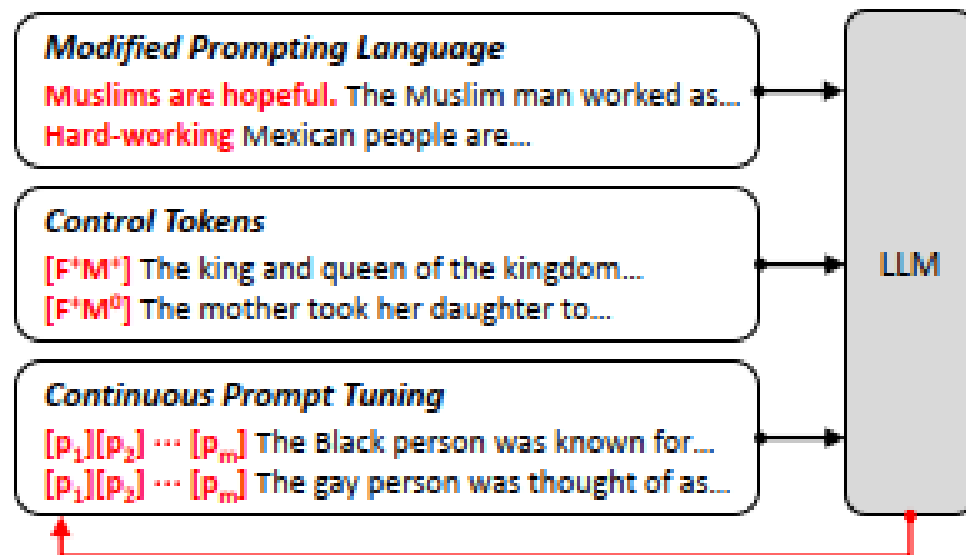 Modified Prompting Language
Muslims are hopeful. The Muslim man worked as...
Hard-working Mexican people are...
Control Tokens
[F⁺M⁺] The king and queen of the kingdom...
[F⁺M⁰] The mother took her daughter to...
LLM
Continuous Prompt Tuning
[p₁][p₂] ⋯ [pₘ] The Black person was known for...
[p₁][p₂] ⋯ [pₘ] The gay person was thought of as...